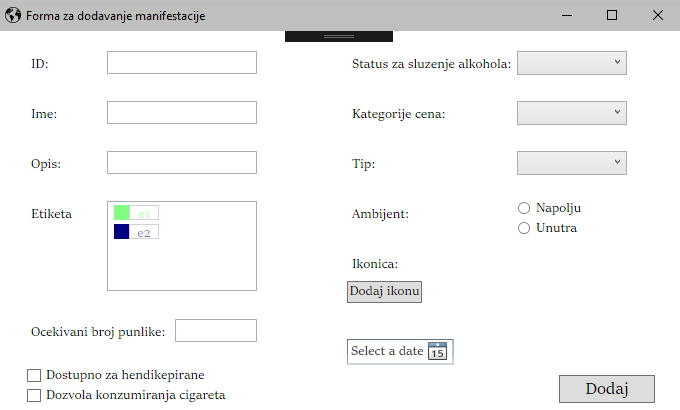 Forma za dodavanje manifestacije
ID:
Ime:
Opis:
Etiketa
e1
e2
Ocekivani broj punlike:
Dostupno za hendikepirane
Dozvola konzumiranja cigareta
Status za sluzenje alkohola:
Kategorije cena:
Tip:
Ambijent:
Napolju
Unutra
Ikonica:
Dodaj ikonu
Select a date 15
Dodaj